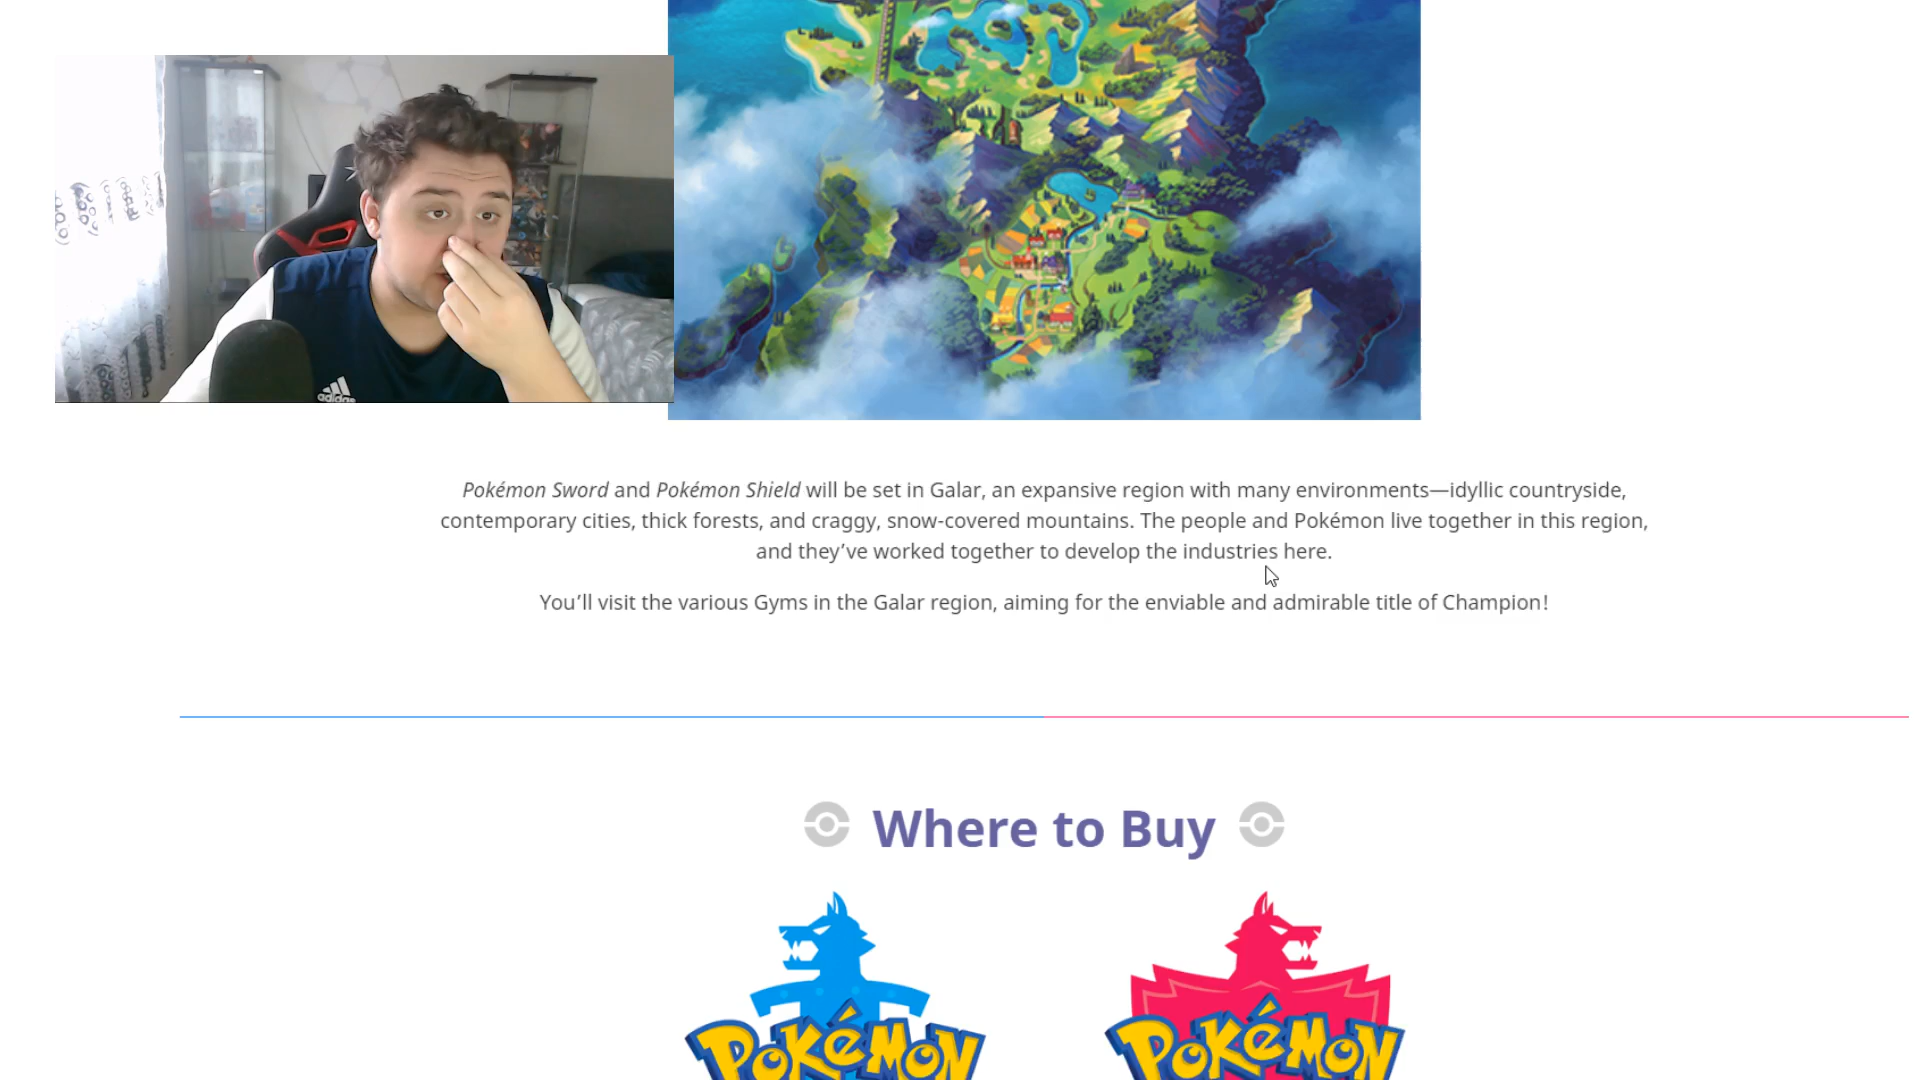 adidas
Pokémon Sword and Pokémon Shield will be set in Galar, an expansive region with many environments—idyllic countryside,
contemporary cities, thick forests, and craggy, snow-covered mountains. The people and Pokémon live together in this region,
and they’ve worked together to develop the industries here.
You’ll visit the various Gyms in the Galar region, aiming for the enviable and admirable title of Champion!
Where to Buy
POKéMON
POKéMON